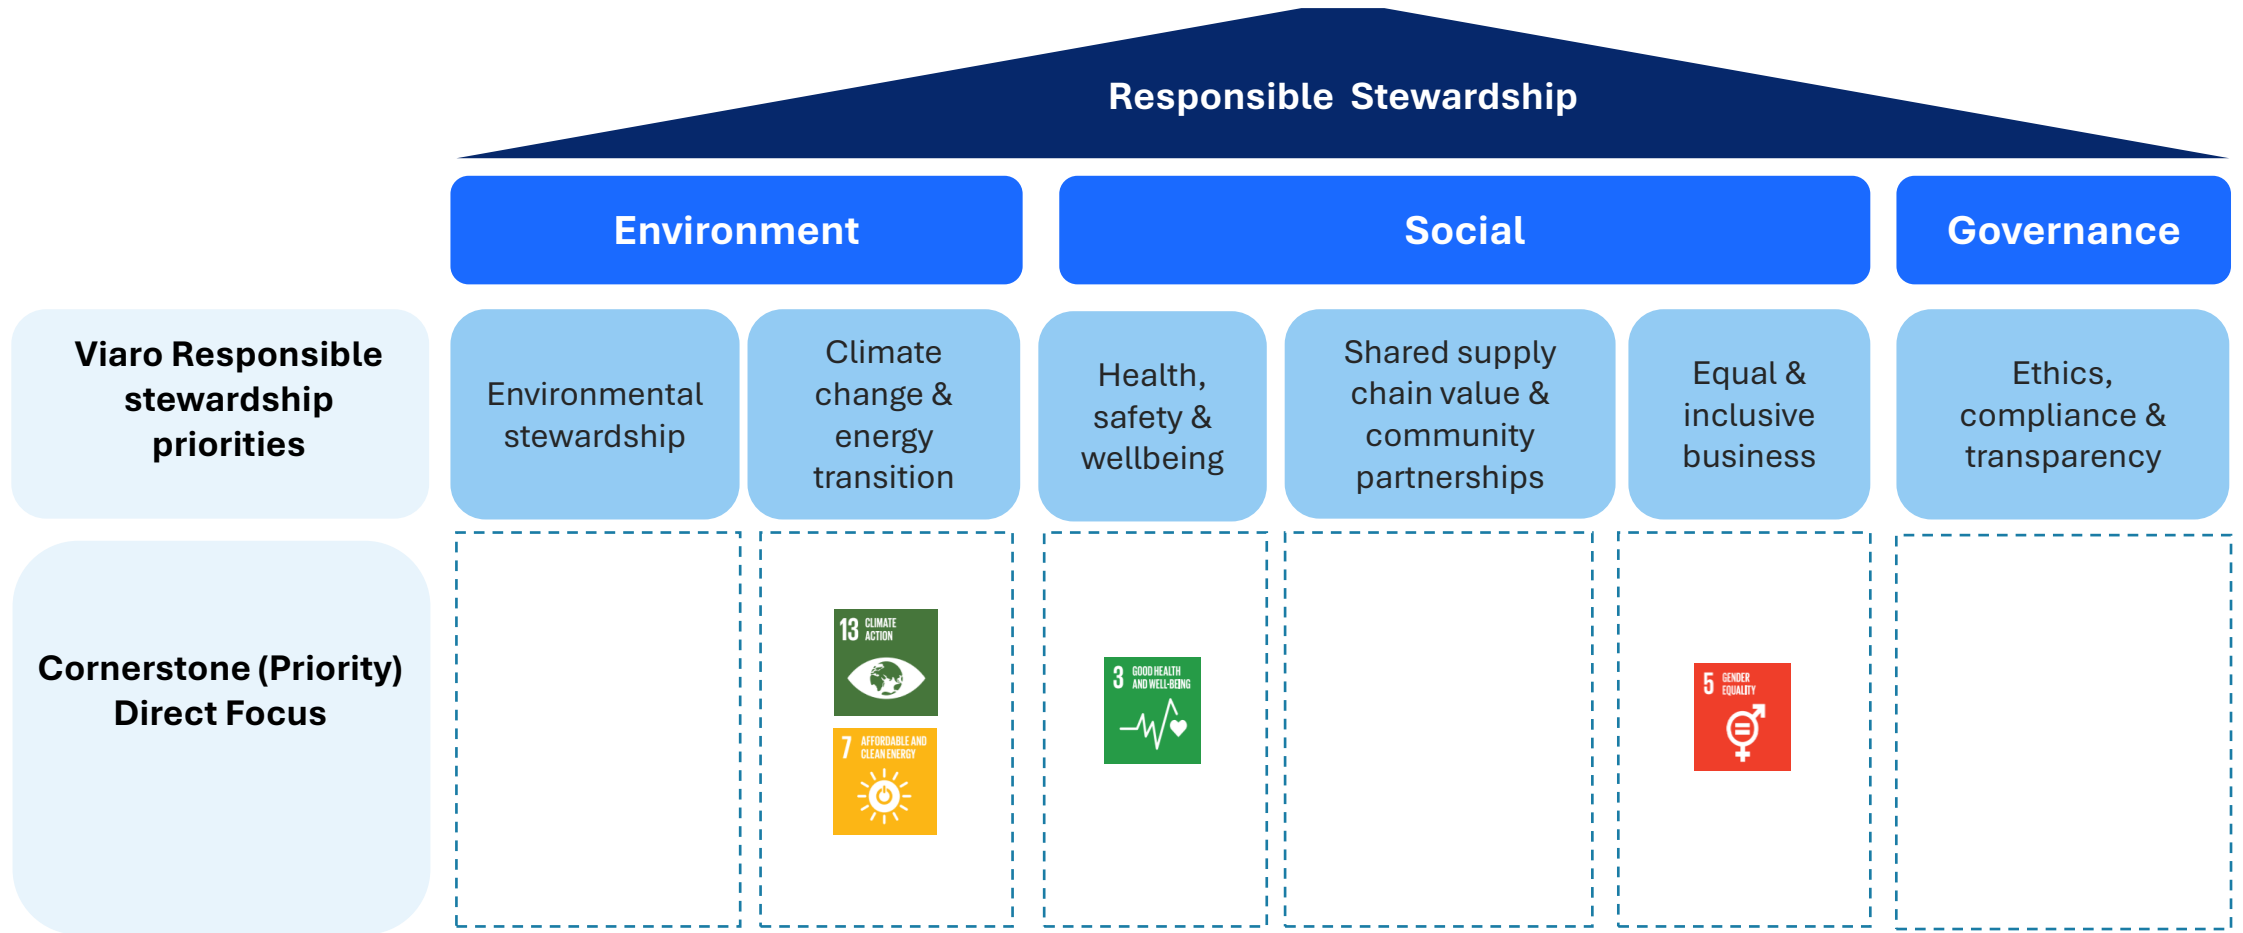 Responsible Stewardship
Environment
Social
Governance
Viaro Responsible
stewardship
priorities
Environmental
stewardship
Climate
change &
energy
transition
Health,
safety &
wellbeing
Shared supply
chain value &
community
partnerships
Equal &
inclusive
business
Ethics,
compliance &
transparency
Cornerstone (Priority)
Direct Focus
13 CLIMATE
ACTION
7 AFFORDABLE AND
CLEAN ENERGY
3 GOOD HEALTH
AND WELL-BEING
5 GENDER
EQUALITY